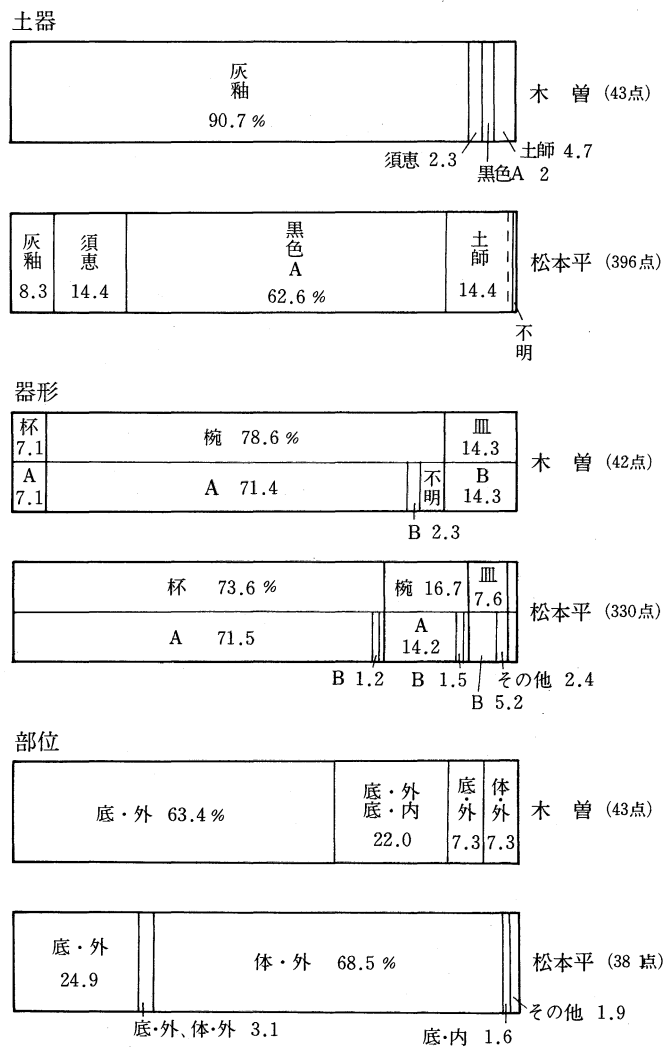 土器
灰釉
90.7 %
木 曽 (43点)
須恵 2.3
黒色A 2
土師 4.7
灰釉
8.3
須恵
14.4
黒色A
62.6 %
土師
14.4
松本平 (396点)
不明
器形
杯
7.1
椀 78.6 %
皿
14.3
木 曽 (42点)
A
7.1
A 71.4
不明
B
14.3
B 2.3
杯 73.6 %
椀 16.7
皿
7.6
松本平 (330点)
A 71.5
A
14.2
B 1.2
B 1.5
その他 2.4
B 5.2
部位
底・外 63.4 %
底・外
底・内
22.0
底・外
7.3
体・外
7.3
木 曽 (43点)
底・外
24.9
体・外 68.5 %
松本平 (381点)
その他 1.9
底・外、体・外 3.1
底・内 1.6